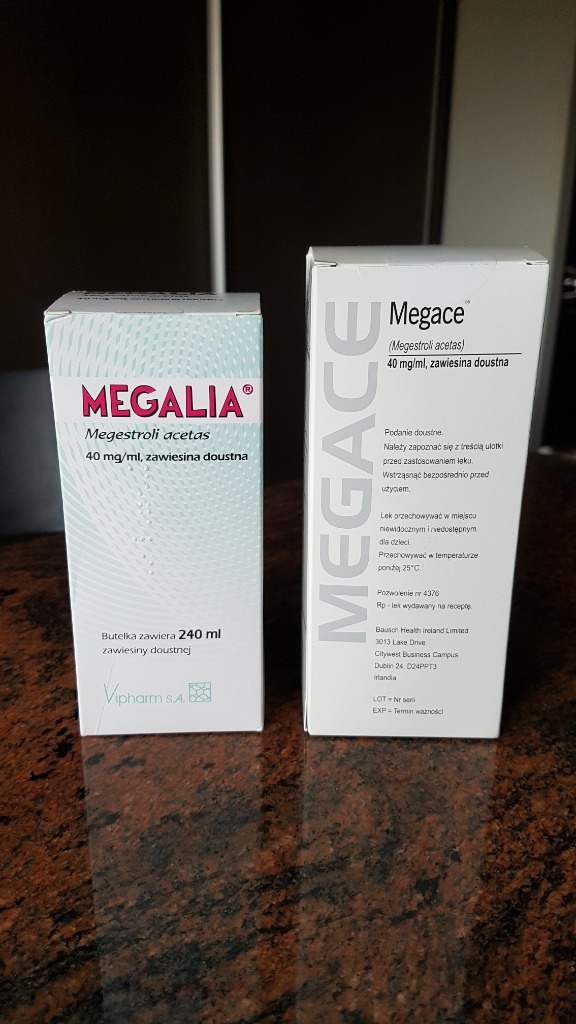 MEGALIA®
Megestroli acetas
40 mg/ml, zawiesina doustna
Butelka zawiera 240 ml
zawiesiny doustnej
Vipharm S.A.
MEGACE
Megace
(Megestroli acetas)
40 mg/ml, zawiesina doustna
Podanie doustne.
Należy zapoznać się z treścią ulotki
przed zastosowaniem leku.
Wstrząsnąć bezpośrednio przed
użyciem.
Lek przechowywać w miejscu
niewidocznym i niedostępnym
dla dzieci.
Przechowywać w temperaturze
poniżej 25°C.
Pozwolenie nr 4376
Rp - lek wydawany na receptę.
Bausch Health Ireland Limited
3013 Lake Drive
Citywest Business Campus
Dublin 24, D24PPT3
Irlandia
LOT = Nr serii
EXP = Termin ważności